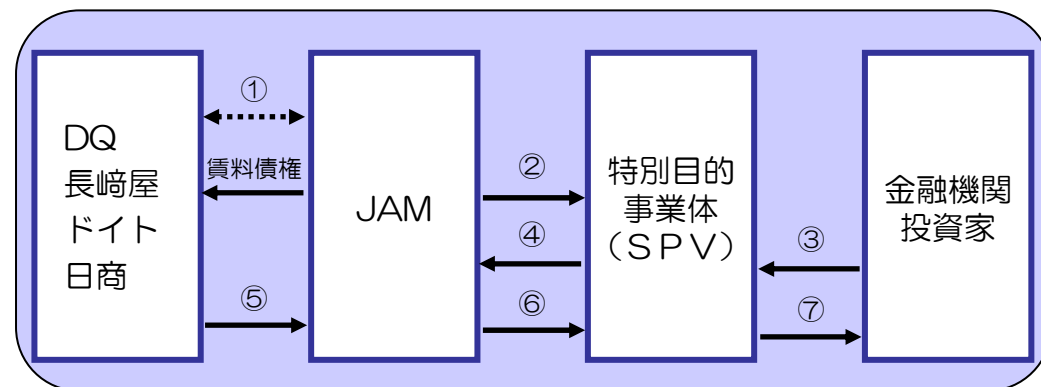 ①
DQ
長﨑屋
ドイト
日商
賃料債権
⑤
JAM
②
④
⑥
特別目的
事業体
（ＳＰＶ）
③
⑦
金融機関
投資家